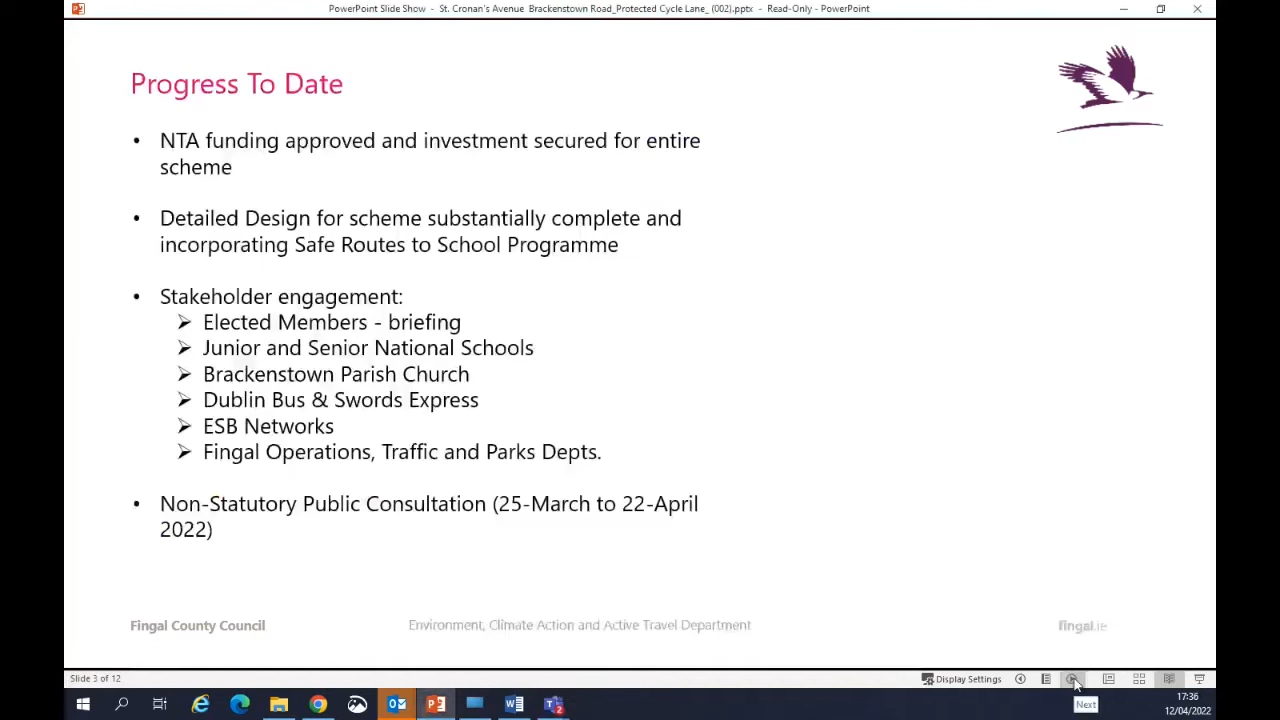 PowerPoint Slide Show - St. Cronan's Avenue Brackenstown Road_Protected Cycle Lane_ (002).pptx - Read-Only - PowerPoint
Progress To Date
• NTA funding approved and investment secured for entire
scheme
• Detailed Design for scheme substantially complete and
incorporating Safe Routes to School Programme
• Stakeholder engagement:
➢ Elected Members - briefing
➢ Junior and Senior National Schools
➢ Brackenstown Parish Church
➢ Dublin Bus & Swords Express
➢ ESB Networks
➢ Fingal Operations, Traffic and Parks Depts.
• Non-Statutory Public Consultation (25-March to 22-April
2022)
Fingal County Council
Environment, Climate Action and Active Travel Department
fingal.ie
Slide 3 of 12
Display Settings
Next
17:36
12/04/2022